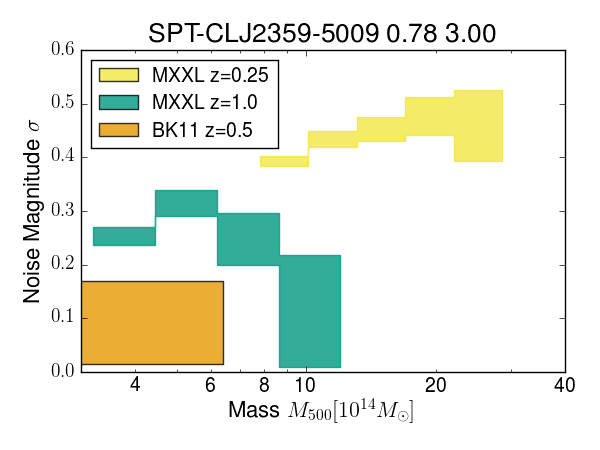 SPT-CLJ2359-5009 0.78 3.00
0.6
0.5
0.4
0.3
0.2
0.1
0.0
Noise Magnitude σ
MXXL z=0.25
MXXL z=1.0
BK11 z=0.5
4 6 8 10 20 40
Mass M₅₀₀[10¹⁴M☉]